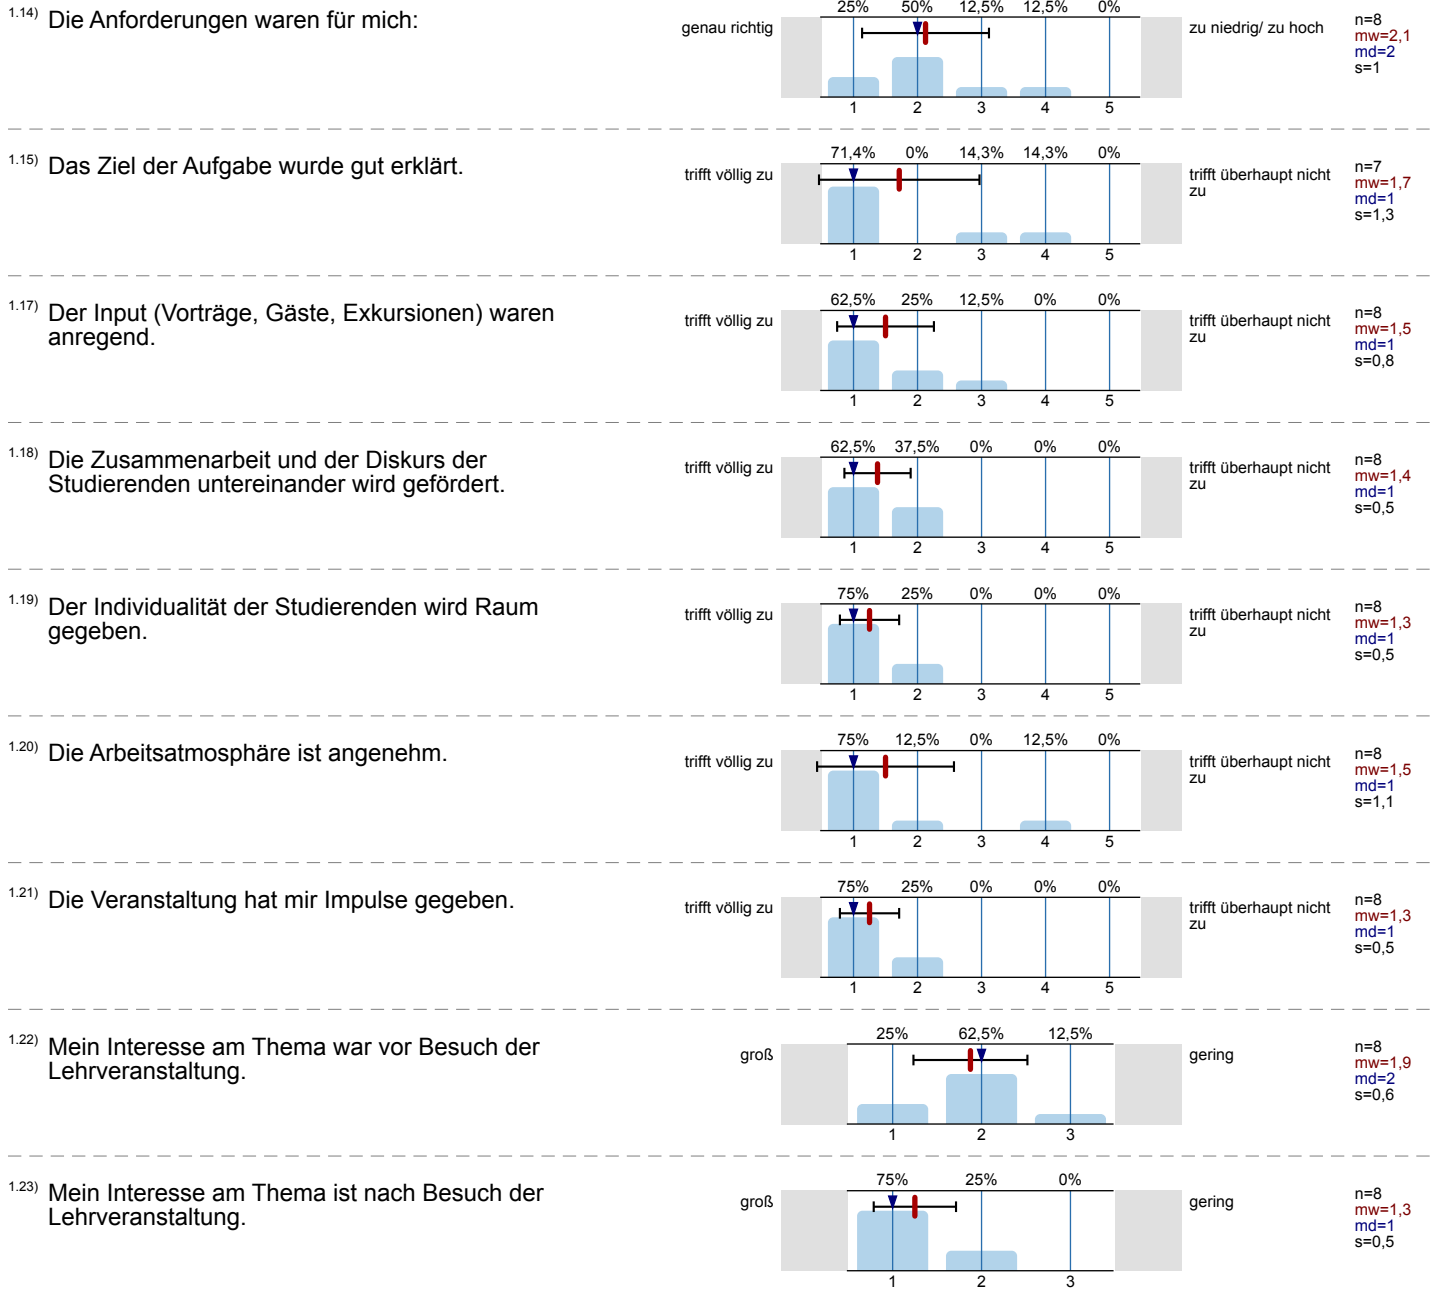 1.14) Die Anforderungen waren für mich:
25% 50% 12,5% 12,5% 0%
genau richtig
zu niedrig/ zu hoch
n=8
mw=2,1
md=2
s=1
1 2 3 4 5
1.15) Das Ziel der Aufgabe wurde gut erklärt.
71,4% 0% 14,3% 14,3% 0%
trifft völlig zu
trifft überhaupt nicht
zu
n=7
mw=1,7
md=1
s=1,3
1 2 3 4 5
1.17) Der Input (Vorträge, Gäste, Exkursionen) waren
anregend.
62,5% 25% 12,5% 0% 0%
trifft völlig zu
trifft überhaupt nicht
zu
n=8
mw=1,5
md=1
s=0,8
1 2 3 4 5
1.18) Die Zusammenarbeit und der Diskurs der
Studierenden untereinander wird gefördert.
62,5% 37,5% 0% 0% 0%
trifft völlig zu
trifft überhaupt nicht
zu
n=8
mw=1,4
md=1
s=0,5
1 2 3 4 5
1.19) Der Individualität der Studierenden wird Raum
gegeben.
75% 25% 0% 0% 0%
trifft völlig zu
trifft überhaupt nicht
zu
n=8
mw=1,3
md=1
s=0,5
1 2 3 4 5
1.20) Die Arbeitsatmosphäre ist angenehm.
75% 12,5% 0% 12,5% 0%
trifft völlig zu
trifft überhaupt nicht
zu
n=8
mw=1,5
md=1
s=1,1
1 2 3 4 5
1.21) Die Veranstaltung hat mir Impulse gegeben.
75% 25% 0% 0% 0%
trifft völlig zu
trifft überhaupt nicht
zu
n=8
mw=1,3
md=1
s=0,5
1 2 3 4 5
1.22) Mein Interesse am Thema war vor Besuch der
Lehrveranstaltung.
25% 62,5% 12,5%
groß
gering
n=8
mw=1,9
md=2
s=0,6
1 2 3
1.23) Mein Interesse am Thema ist nach Besuch der
Lehrveranstaltung.
75% 25% 0%
groß
gering
n=8
mw=1,3
md=1
s=0,5
1 2 3